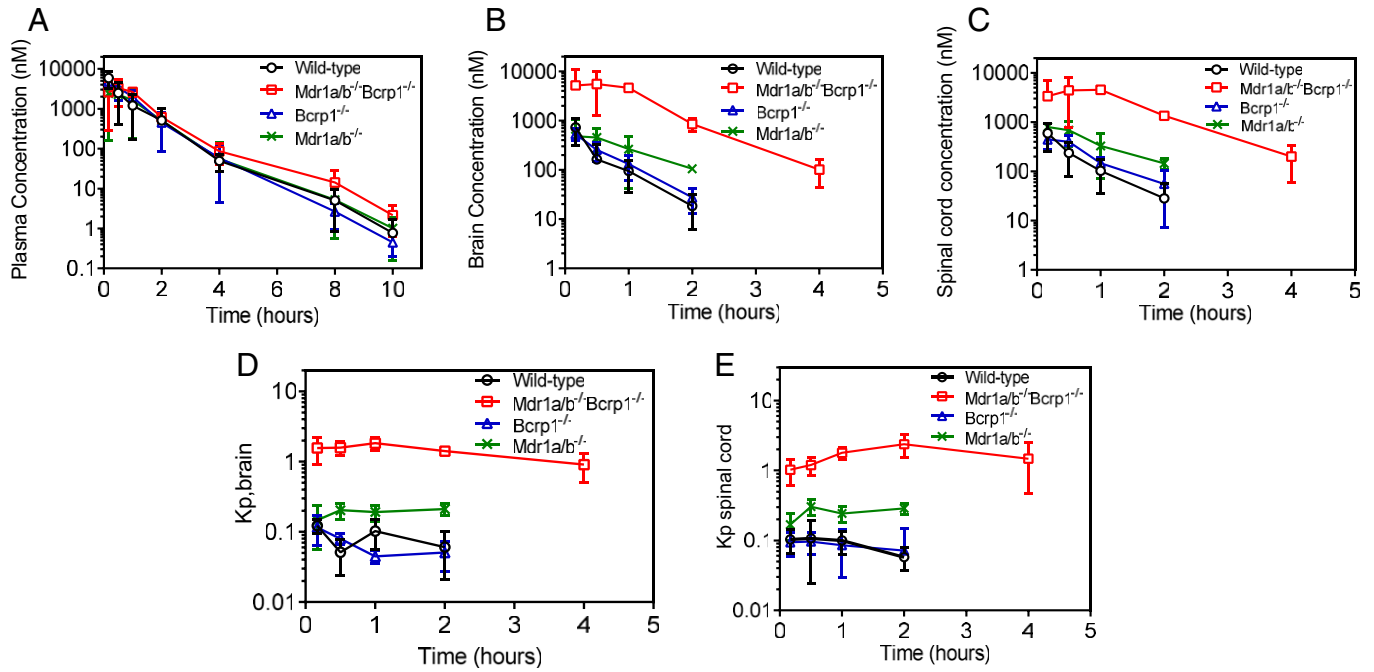 A
Plasma Concentration (nM)
10000
1000
100
10
1
0.1
0
2
4
6
8
10
Time (hours)
Wild-type
Mdr1a/b-/-Bcrp1-/-
Bcrp1-/-
Mdr1a/b-/-
B
Brain Concentration (nM)
10000
1000
100
10
1
0
1
2
3
4
5
Time (hours)
Wild-type
Mdr1a/b-/-Bcrp1-/-
Bcrp1-/-
Mdr1a/b-/-
C
Spinal cord concentration (nM)
10000
1000
100
10
1
0
1
2
3
4
5
Time (hours)
Wild-type
Mdr1a/b-/-Bcrp1-/-
Bcrp1-/-
Mdr1a/b-/-
D
Kp,brain
10
1
0.1
0.01
0
1
2
3
4
5
Time (hours)
Wild-type
Mdr1a/b-/-Bcrp1-/-
Bcrp1-/-
Mdr1a/b-/-
E
Kp spinal cord
10
1
0.1
0.01
0
1
2
3
4
5
Time (hours)
Wild-type
Mdr1a/b-/-Bcrp1-/-
Bcrp1-/-
Mdr1a/b-/-